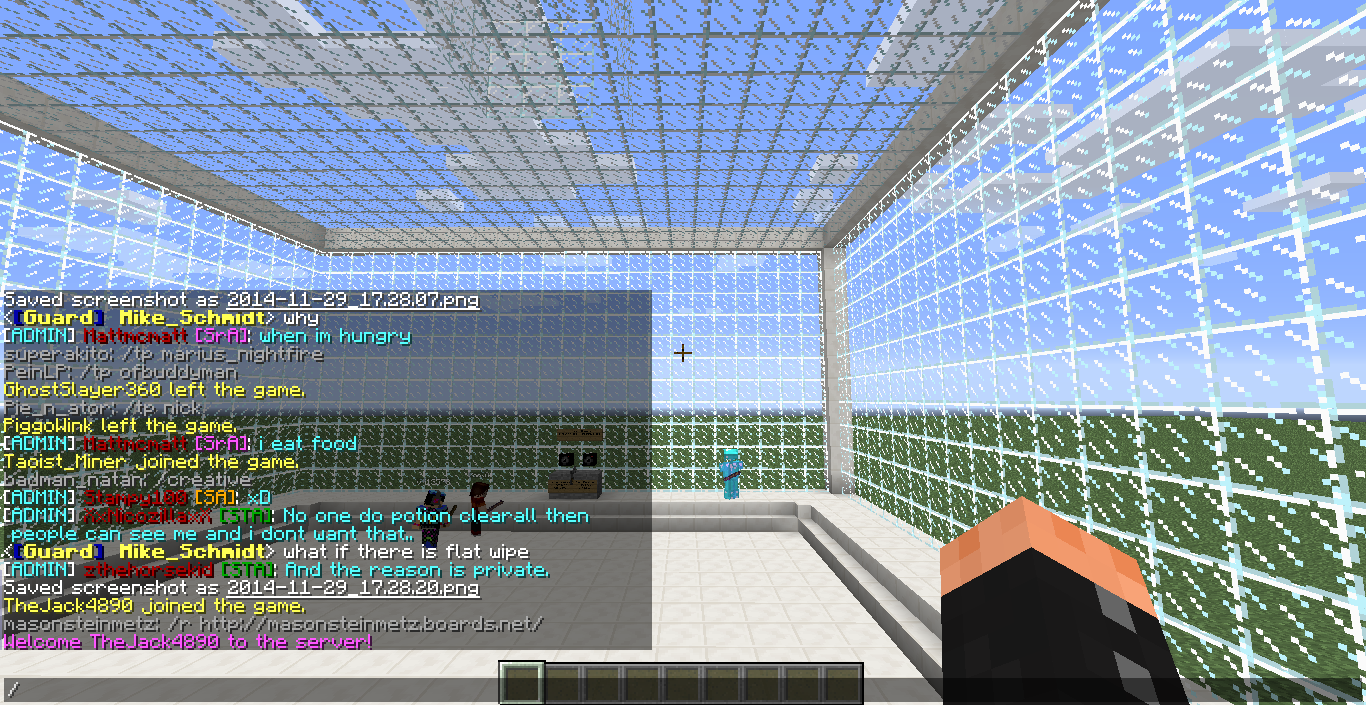 Saved screenshot as 2014-11-29_17.28.07.png
<[Guard] Mike_Schmidt> why
[ADMIN] Mattmcmatt [SrA]: when im hungry
superakito: /tp marius_nightfire
FeinLP: /tp ofbuddyman
GhostSlayer360 left the game.
Pie_n_ator: /tp nick
PiggoWink left the game.
[ADMIN] Mattmcmatt [SrA]: i eat food
Taoist_Miner joined the game.
badman_natan: /creative
[ADMIN] Stampy100 [SA]: xD
[ADMIN] XxNicozillaxX [STA]: No one do potion clearall then
people can see me and i dont want that..
<[Guard] Mike_Schmidt> what if there is flat wipe
[ADMIN] zthehorsekid [STA]: And the reason is private.
Saved screenshot as 2014-11-29_17.28.20.png
TheJack4890 joined the game.
masonsteinmetz: /r http://masonsteinmetz.boards.net/
Welcome TheJack4890 to the server!
/